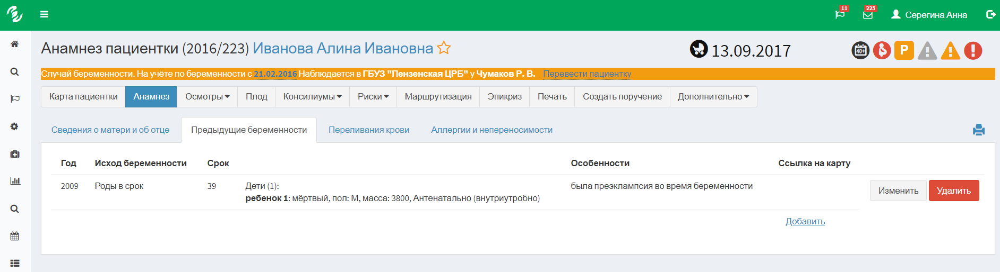 11 225 Серегина Анна
Анамнез пациентки (2016/223) Иванова Алина Ивановна 13.09.2017 40+ P
Случай беременности. На учёте по беременности с 21.02.2016 Наблюдается в ГБУЗ "Пензенская ЦРБ" у Чумаков Р. В. Перевести пациентку
Карта пациентки Анамнез Осмотры Плод Консилиумы Риски Маршрутизация Эпикриз Печать Создать поручение Дополнительно
Сведения о матери и об отце Предыдущие беременности Переливания крови Аллергии и непереносимости
Год Исход беременности Срок Особенности Ссылка на карту
2009 Роды в срок 39 Дети (1): была преэклампсия во время беременности Изменить Удалить
ребенок 1: мёртвый, пол: М, масса: 3800, Антенатально (внутриутробно)
Добавить